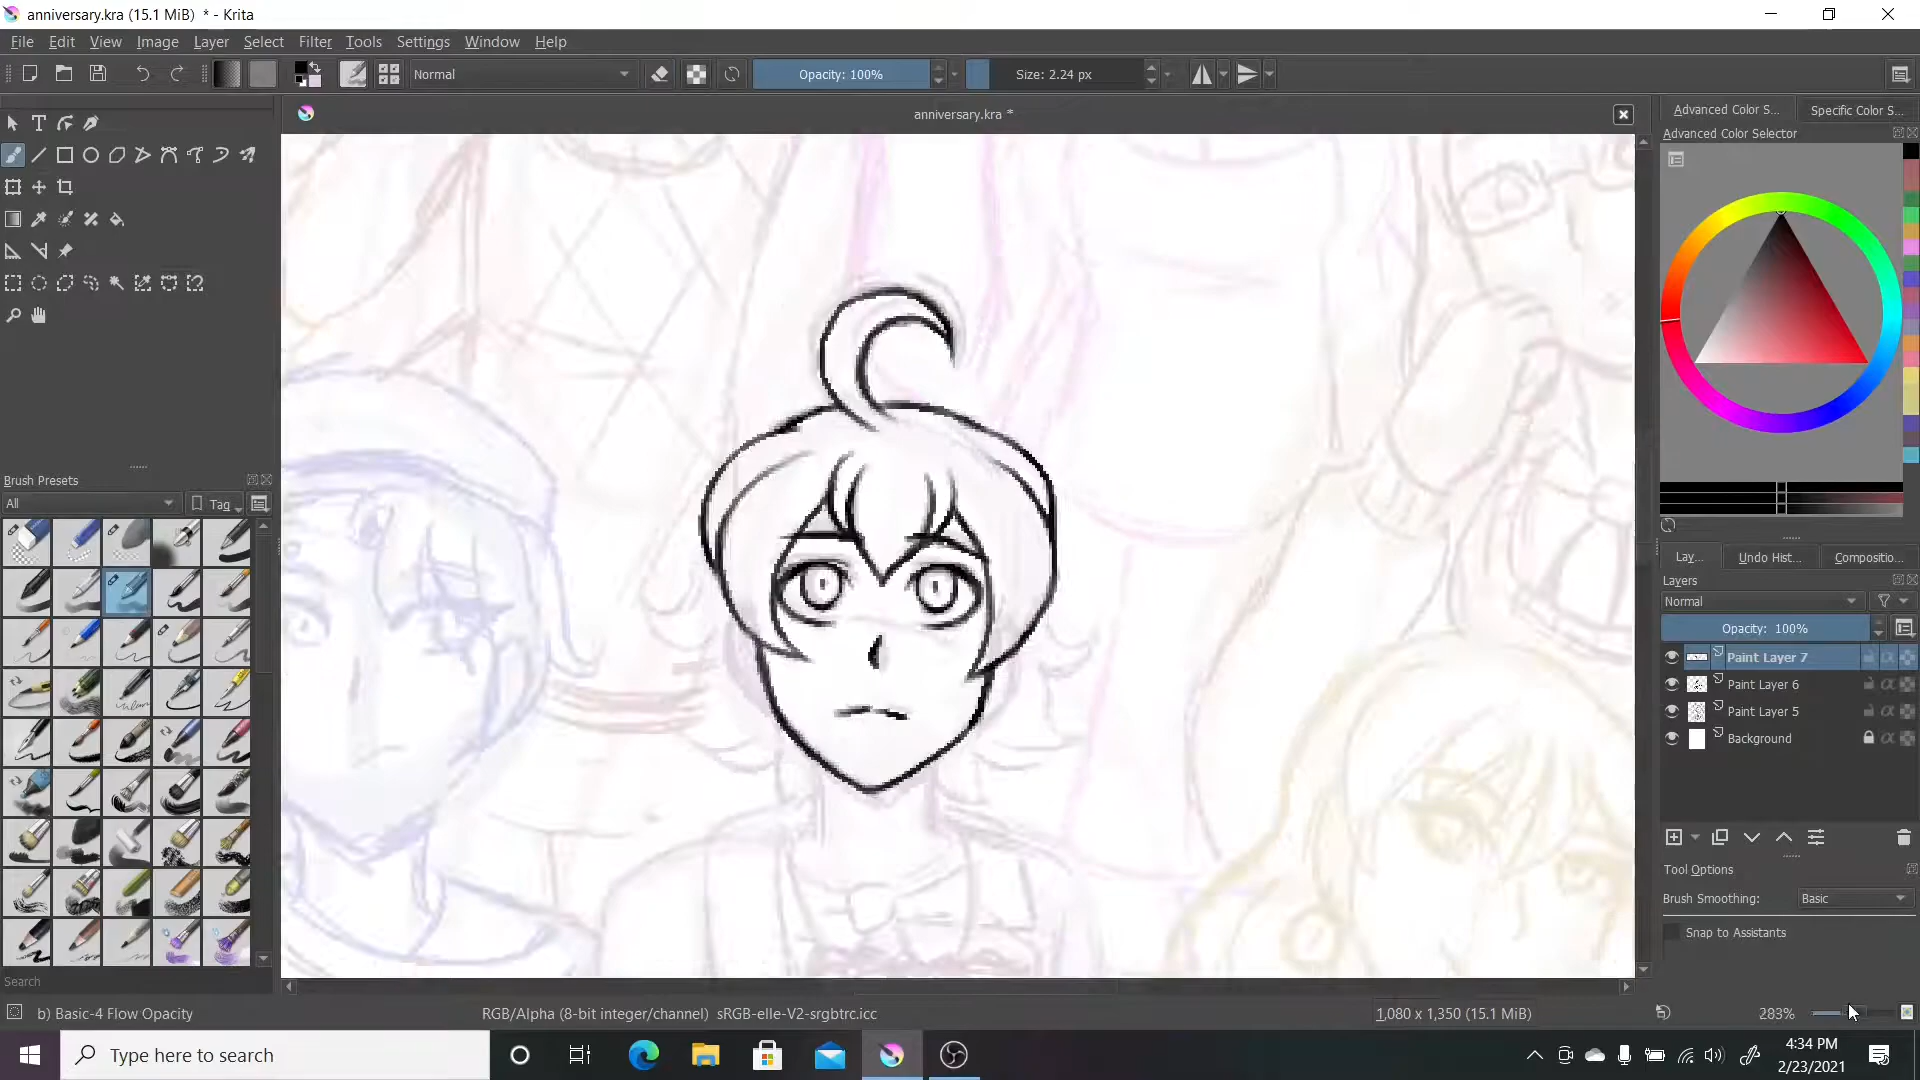 anniversary.kra (15.1 MiB) * - Krita
File Edit View Image Layer Select Filter Tools Settings Window Help
Normal Opacity: 100% Size: 2.24 px
anniversary.kra *
Advanced Color S... Specific Color S...
Advanced Color Selector
Brush Presets
All Tag
Lay... Undo Hist... Compositio...
Layers
Normal
Opacity: 100%
Paint Layer 7
Paint Layer 6
Paint Layer 5
Background
Tool Options
Brush Smoothing: Basic
Snap to Assistants
Search
b) Basic-4 Flow Opacity RGB/Alpha (8-bit integer/channel) sRGB-elle-V2-srgbtrc.icc 1,080 x 1,350 (15.1 MiB) 283%
Type here to search
4:34 PM
2/23/2021